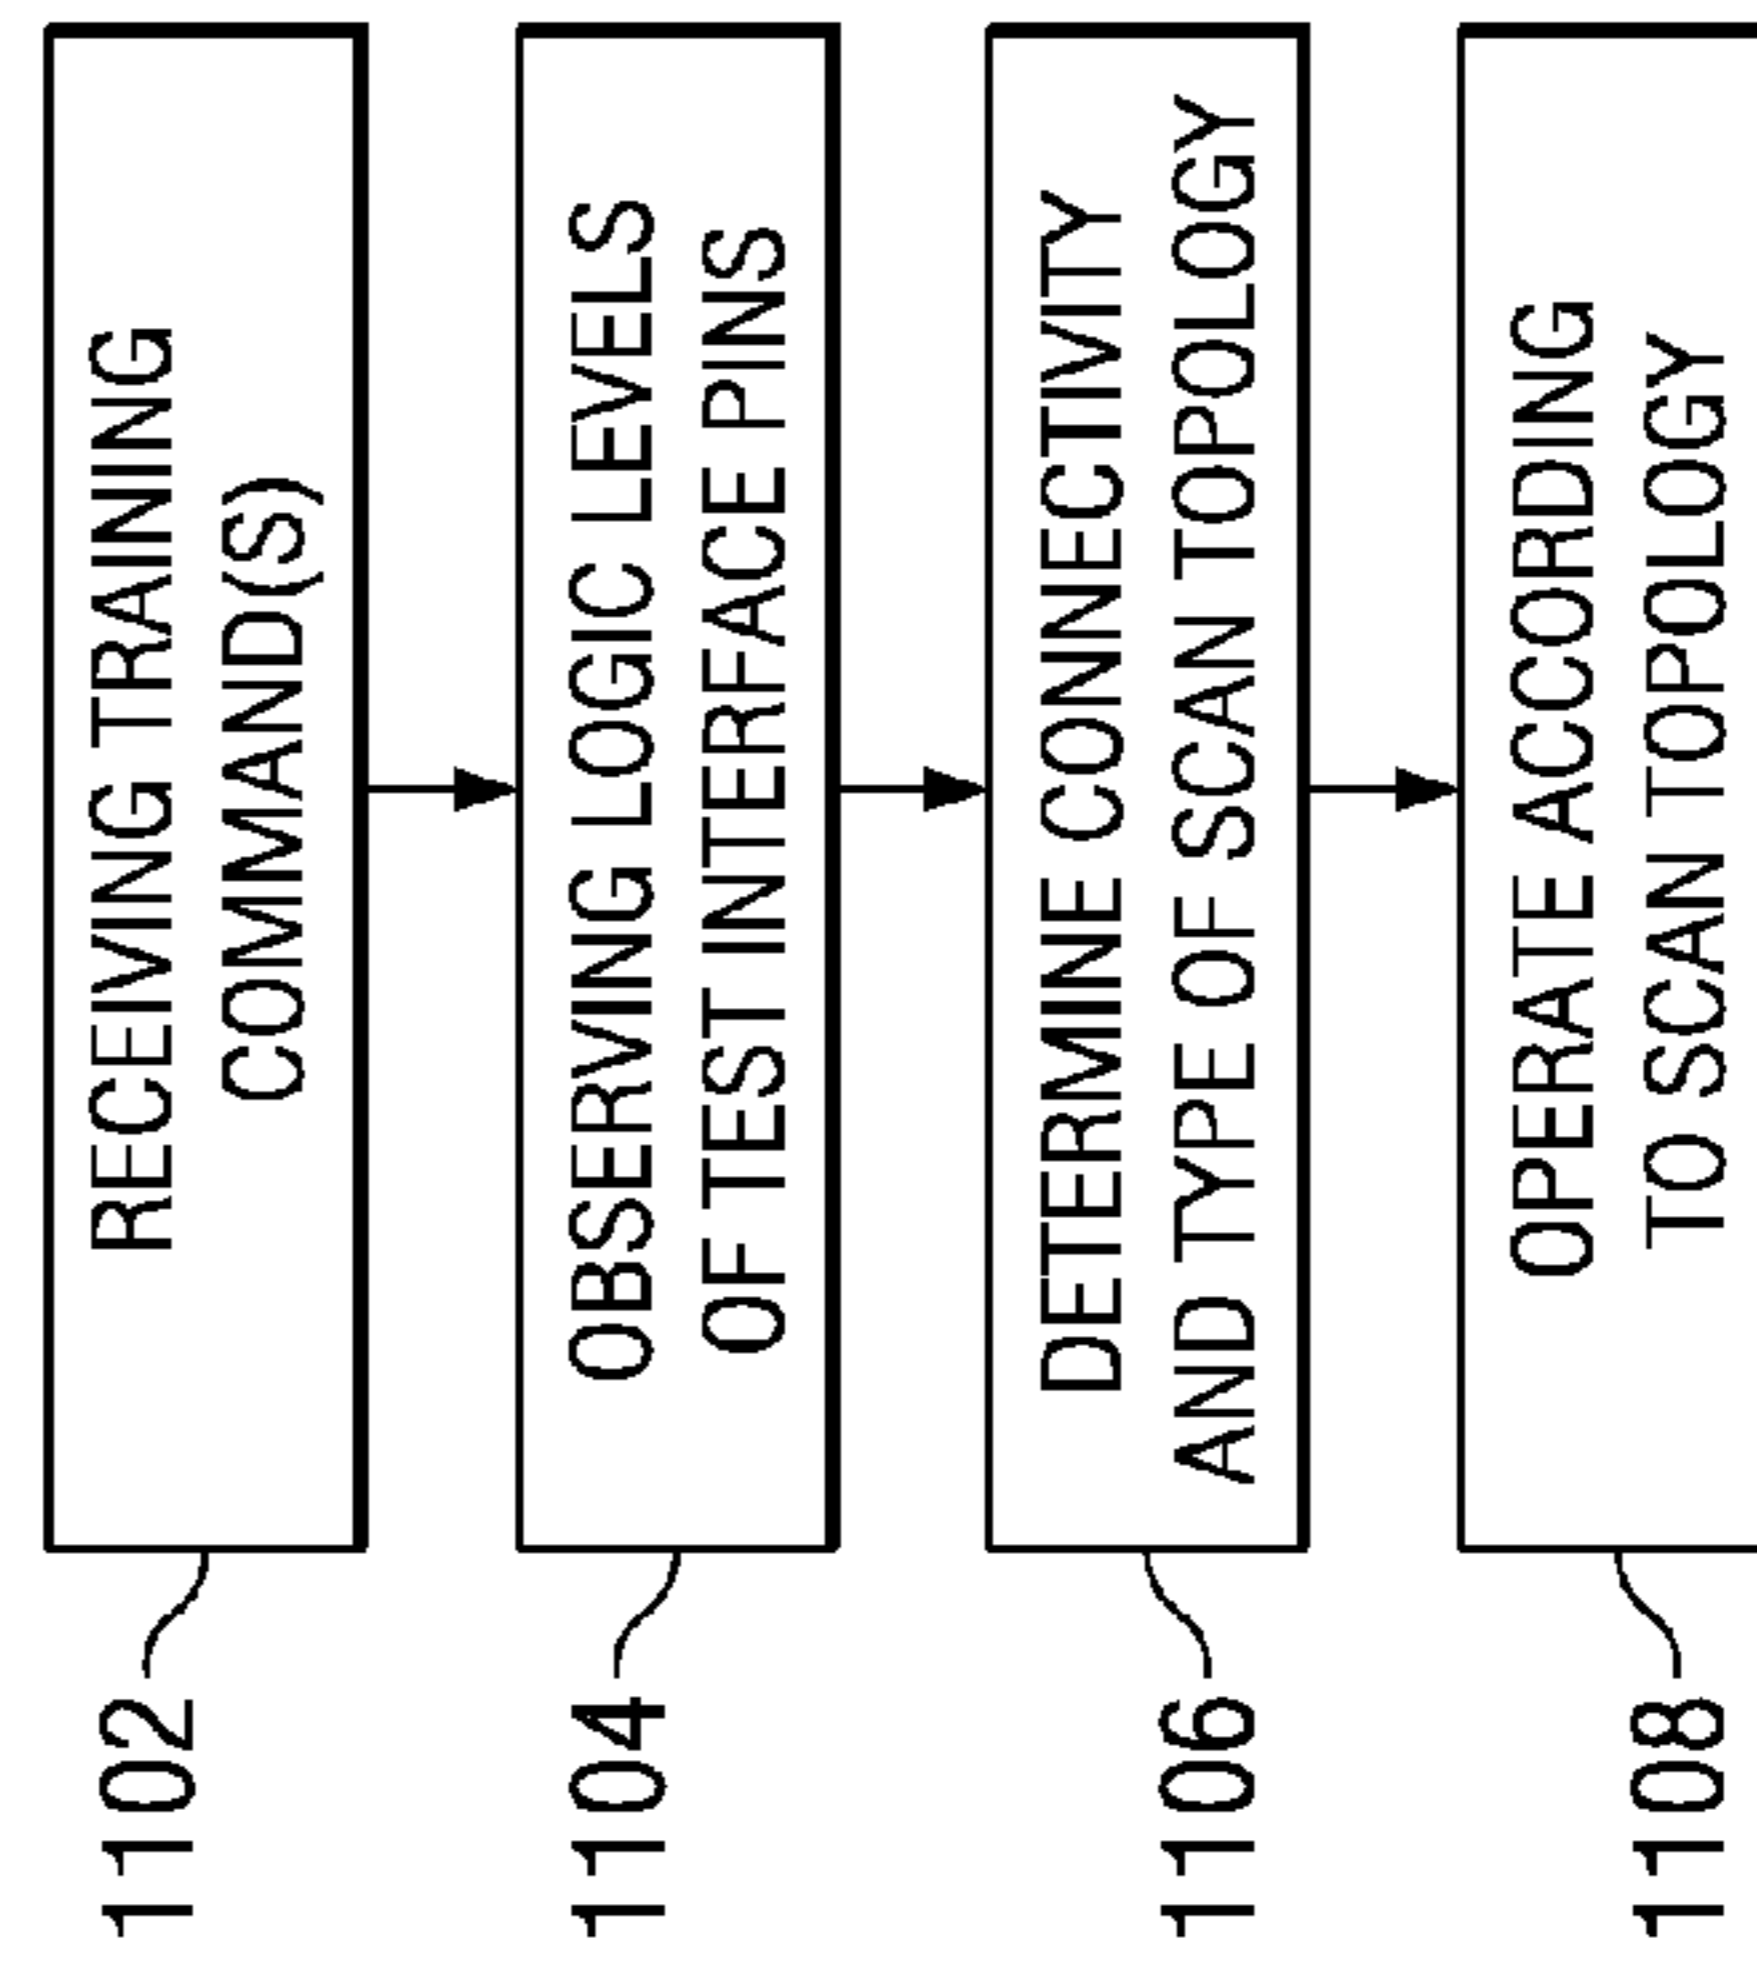 1102
RECEIVING TRAINING
COMMAND(S)
1104
OBSERVING LOGIC LEVELS
OF TEST INTERFACE PINS
1106
DETERMINE CONNECTIVITY
AND TYPE OF SCAN TOPOLOGY
1108
OPERATE ACCORDING
TO SCAN TOPOLOGY